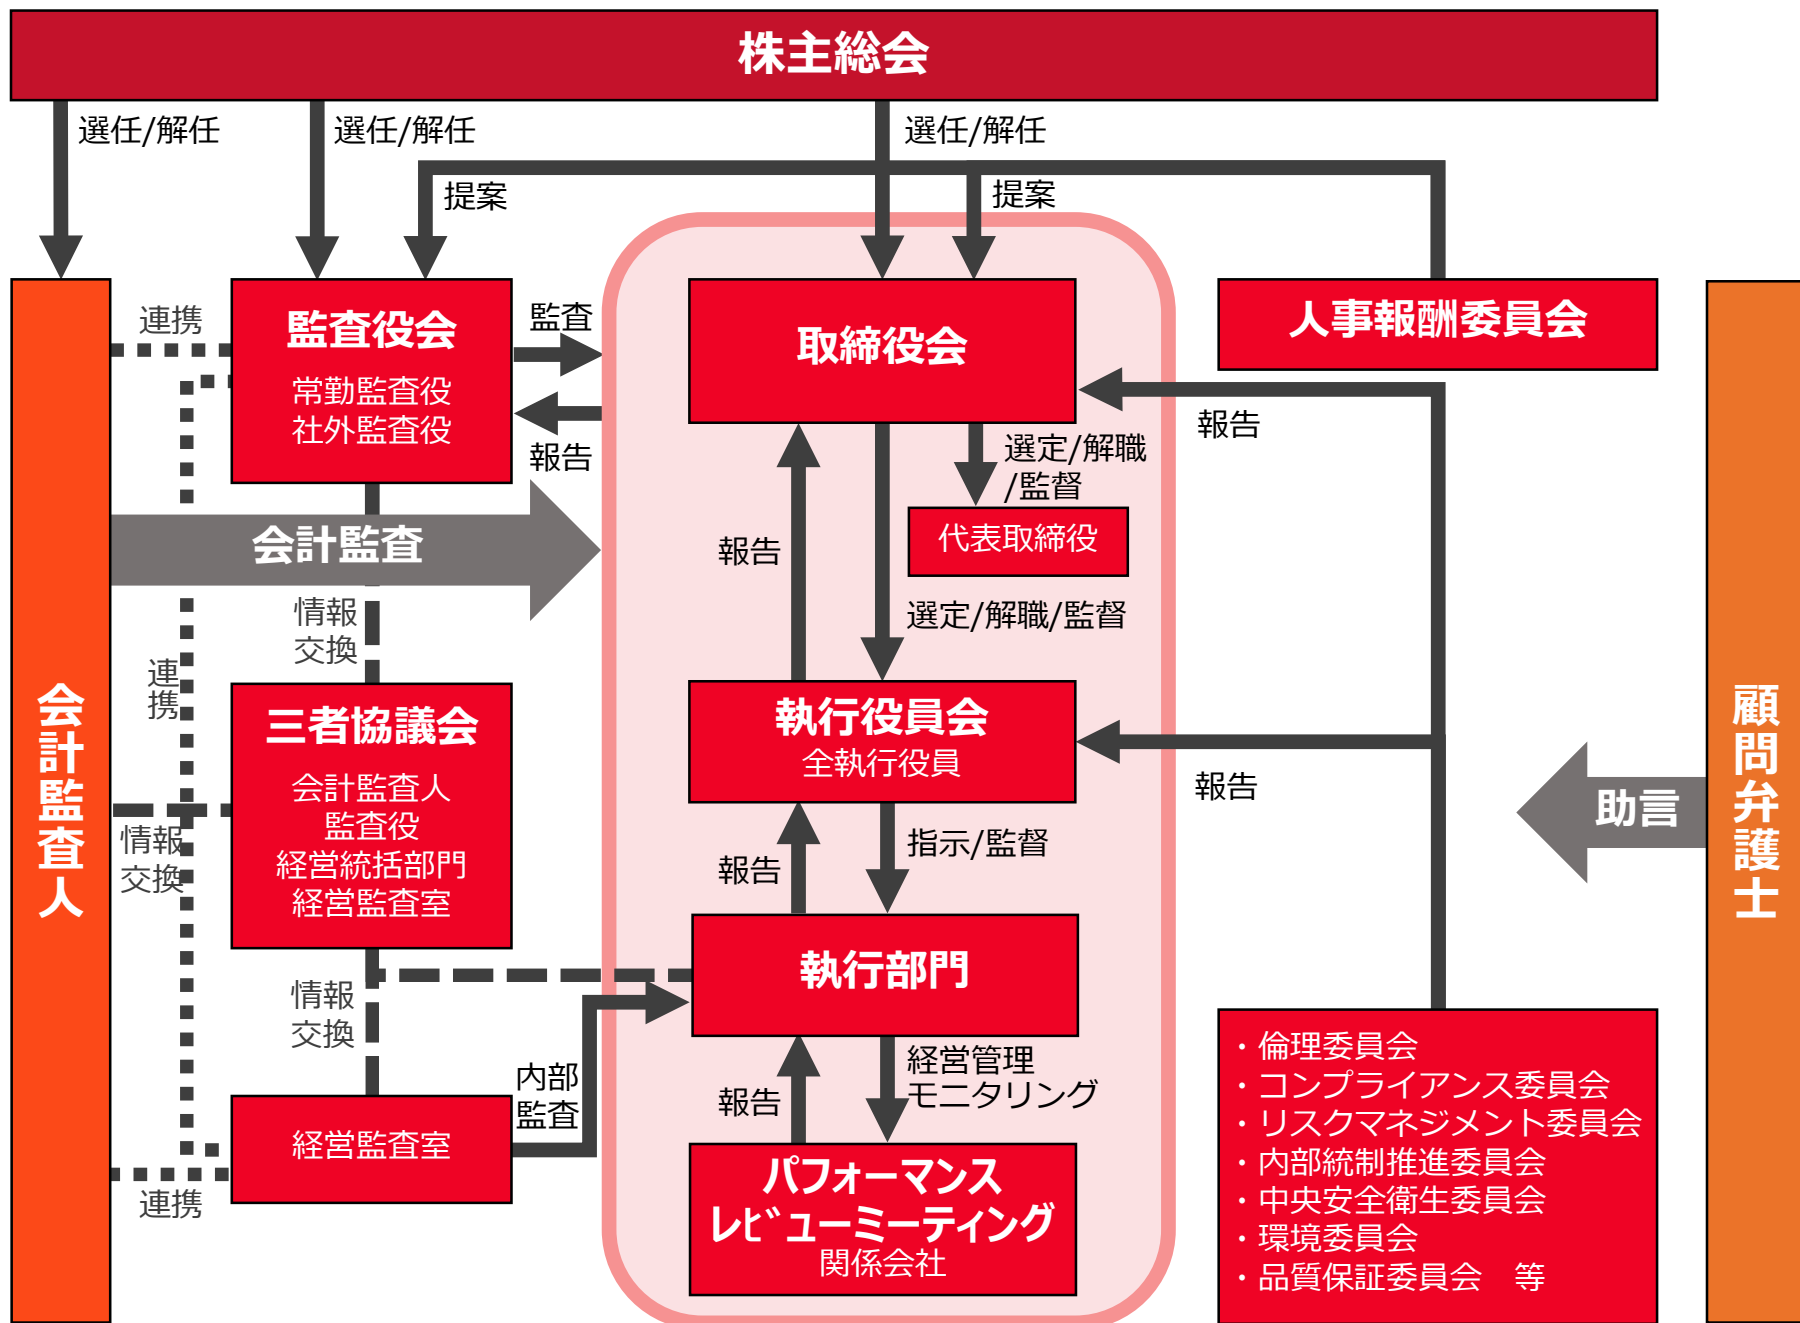 株主総会
選任/解任
選任/解任
選任/解任
提案
提案
連携
監査役会
常勤監査役
社外監査役
監査
報告
取締役会
人事報酬委員会
報告
選定/解職
/監督
代表取締役
会計監査
報告
選定/解職/監督
情報
交換
連携
会計監査人
三者協議会
会計監査人
監査役
経営統括部門
経営監査室
情報
交換
執行役員会
全執行役員
報告
顧問弁護士
助言
報告
指示/監督
執行部門
情報
交換
内部
監査
報告
経営管理
モニタリング
経営監査室
連携
パフォーマンス
レビューミーティング
関係会社
・倫理委員会
・コンプライアンス委員会
・リスクマネジメント委員会
・内部統制推進委員会
・中央安全衛生委員会
・環境委員会
・品質保証委員会　等